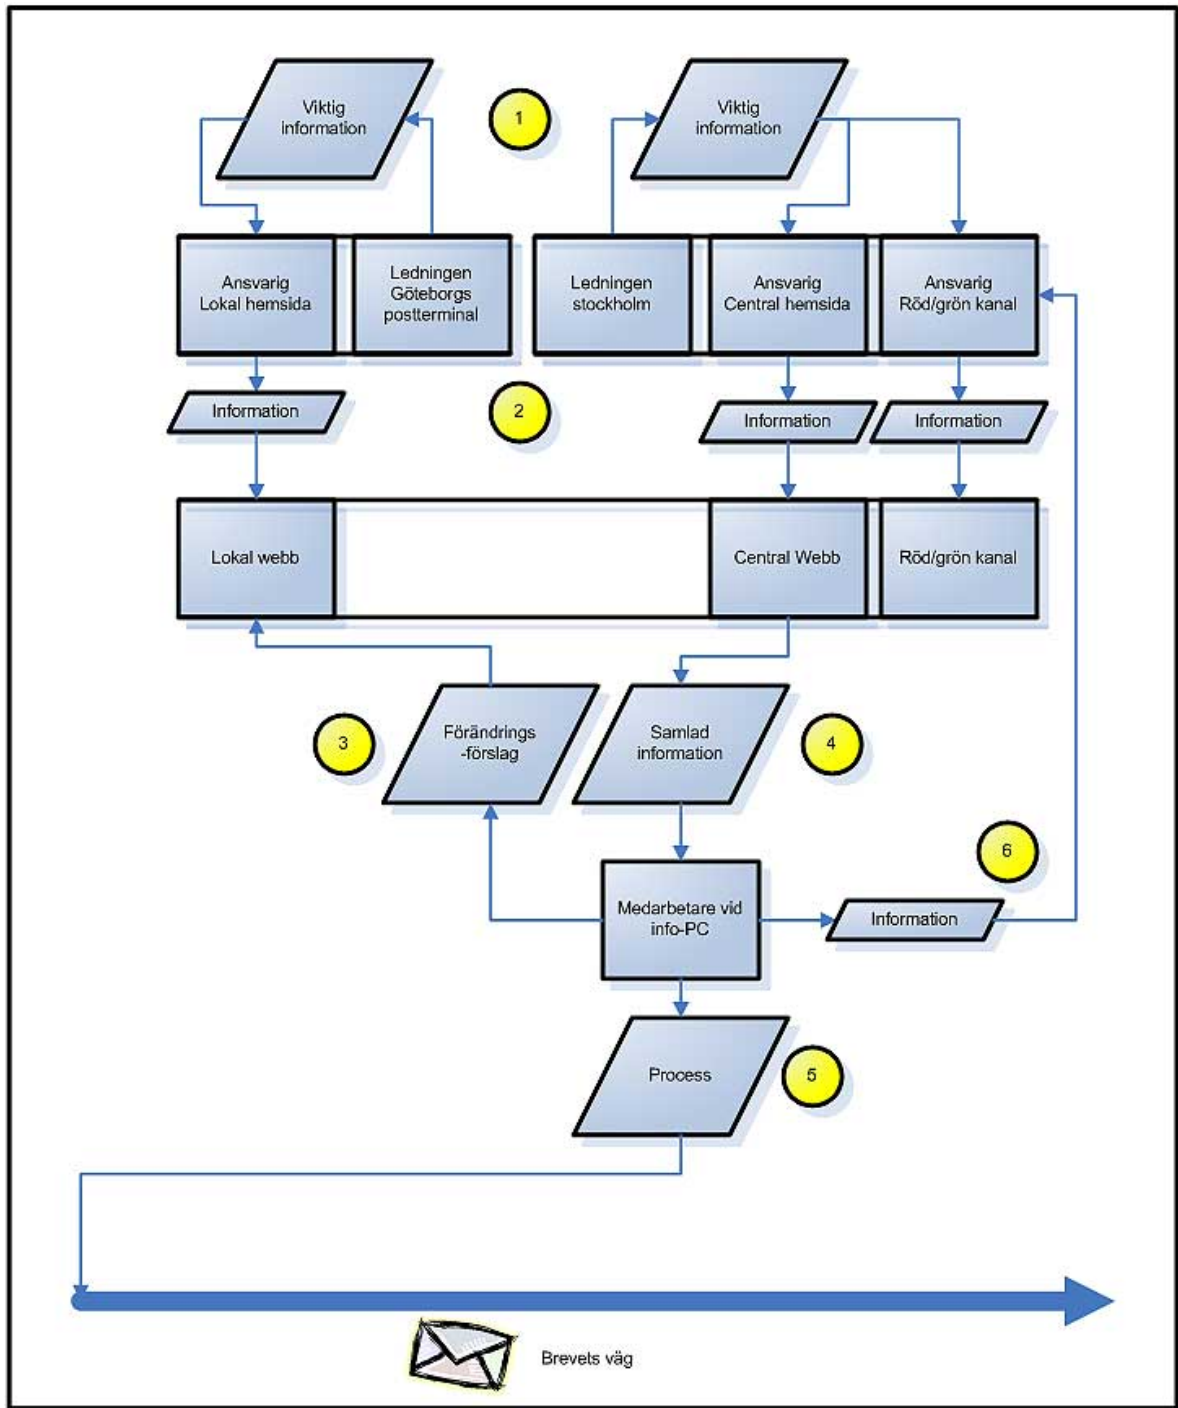 Viktig
information
1
Viktig
information
Ansvarig
Lokal hemsida
Ledningen
Göteborgs
postterminal
Ledningen
stockholm
Ansvarig
Central hemsida
Ansvarig
Röd/grön kanal
Information
2
Information
Information
Lokal webb
Central Webb
Röd/grön kanal
3
Förändrings
-förslag
Samlad
information
4
6
Medarbetare vid
info-PC
Information
Process
5
Brevets väg